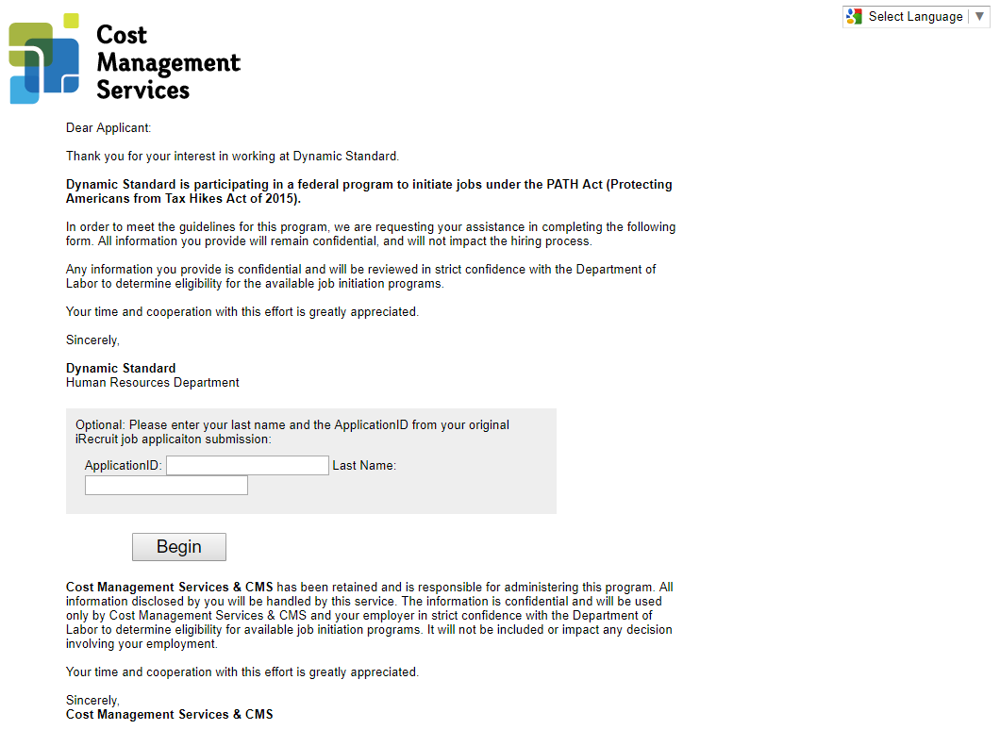 Cost
Management
Services
Select Language ▼
Dear Applicant:
Thank you for your interest in working at Dynamic Standard.
Dynamic Standard is participating in a federal program to initiate jobs under the PATH Act (Protecting
Americans from Tax Hikes Act of 2015).
In order to meet the guidelines for this program, we are requesting your assistance in completing the following
form. All information you provide will remain confidential, and will not impact the hiring process.
Any information you provide is confidential and will be reviewed in strict confidence with the Department of
Labor to determine eligibility for the available job initiation programs.
Your time and cooperation with this effort is greatly appreciated.
Sincerely,
Dynamic Standard
Human Resources Department
Optional: Please enter your last name and the ApplicationID from your original
iRecruit job applicaiton submission:
ApplicationID: Last Name:
Begin
Cost Management Services & CMS has been retained and is responsible for administering this program. All
information disclosed by you will be handled by this service. The information is confidential and will be used
only by Cost Management Services & CMS and your employer in strict confidence with the Department of
Labor to determine eligibility for available job initiation programs. It will not be included or impact any decision
involving your employment.
Your time and cooperation with this effort is greatly appreciated.
Sincerely,
Cost Management Services & CMS